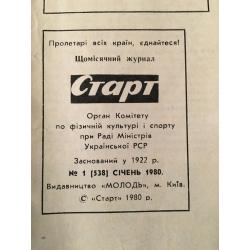 Пролетарі всіх країн, єднайтеся!
Щомісячний журнал
Старт
Орган Комітету
по фізичній культурі і спорту
при Раді Міністрів
Української РСР
Заснований у 1922 р.
№ 1 (538) СІЧЕНЬ 1980.
Видавництво «МОЛОДЬ», м. Київ.
© «Старт» 1980 р.